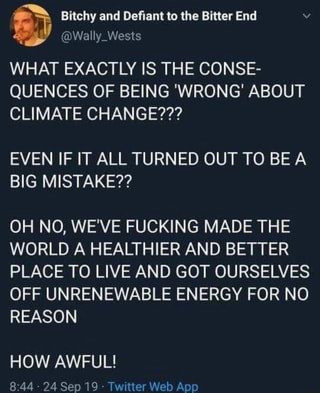 Bitchy and Defiant to the Bitter End
@Wally_Wests
WHAT EXACTLY IS THE CONSE-
QUENCES OF BEING 'WRONG' ABOUT
CLIMATE CHANGE???
EVEN IF IT ALL TURNED OUT TO BE A
BIG MISTAKE??
OH NO, WE'VE FUCKING MADE THE
WORLD A HEALTHIER AND BETTER
PLACE TO LIVE AND GOT OURSELVES
OFF UNRENEWABLE ENERGY FOR NO
REASON
HOW AWFUL!
8:44 · 24 Sep 19 · Twitter Web App